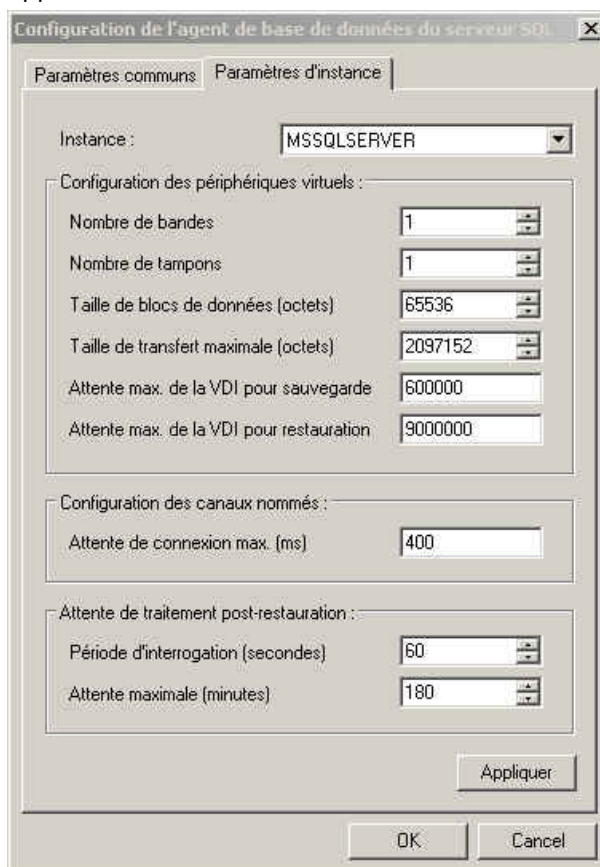 Configuration de l'agent de base de données du serveur SQL
Paramètres communs Paramètres d'instance
Instance : MSSQLSERVER
Configuration des périphériques virtuels :
Nombre de bandes 1
Nombre de tampons 1
Taille de blocs de données (octets) 65536
Taille de transfert maximale (octets) 2097152
Attente max. de la VDI pour sauvegarde 600000
Attente max. de la VDI pour restauration 9000000
Configuration des canaux nommés :
Attente de connexion max. (ms) 400
Attente de traitement post-restauration :
Période d'interrogation (secondes) 60
Attente maximale (minutes) 180
Appliquer
OK Cancel